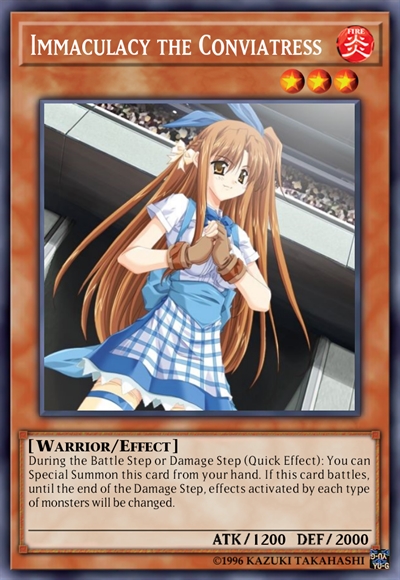 IMMACULACY THE CONVIATRESS
FIRE
炎
[WARRIOR/EFFECT]
During the Battle Step or Damage Step (Quick Effect): You can
Special Summon this card from your hand. If this card battles,
until the end of the Damage Step, effects activated by each type
of monsters will be changed.
ATK/1200 DEF/2000
©1996 KAZUKI TAKAHASHI